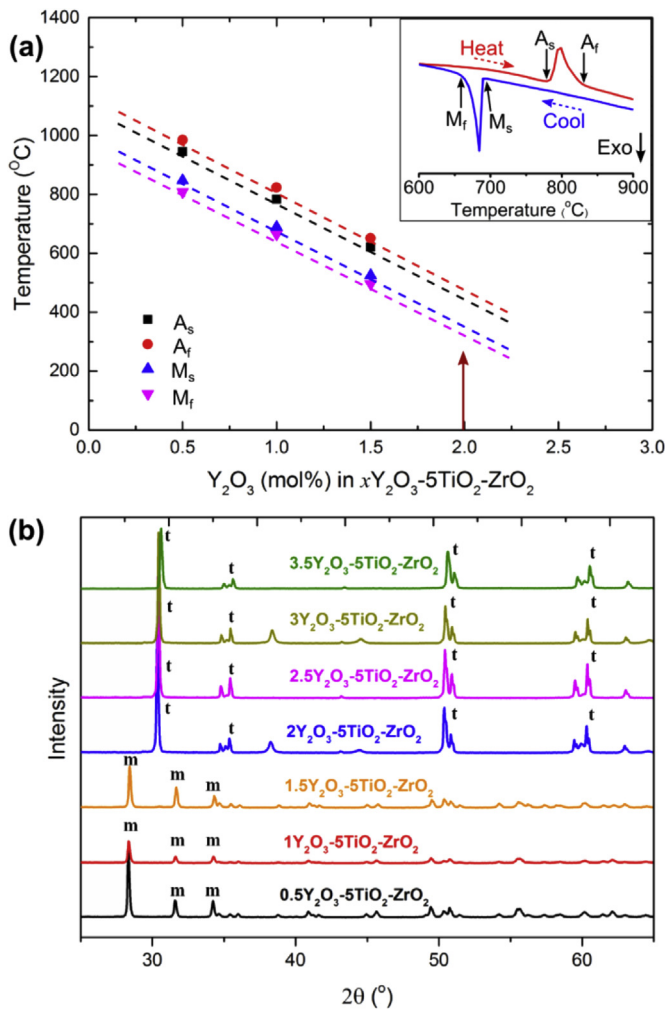 (a)
1400
1200
1000
800
600
400
200
0
Temperature (°C)
0.0 0.5 1.0 1.5 2.0 2.5 3.0
Y₂O₃ (mol%) in xY₂O₃-5TiO₂-ZrO₂
As
Af
Ms
Mf
Heat
As
Af
Mf
Ms
Cool
Exo
600 700 800 900
Temperature (°C)
(b)
t
t
3.5Y₂O₃-5TiO₂-ZrO₂
t
t
t
t
3Y₂O₃-5TiO₂-ZrO₂
t
t
t
t
2.5Y₂O₃-5TiO₂-ZrO₂
t
t
t
t
2Y₂O₃-5TiO₂-ZrO₂
t
t
m
m
m
1.5Y₂O₃-5TiO₂-ZrO₂
m
m
m
1Y₂O₃-5TiO₂-ZrO₂
m
m
0.5Y₂O₃-5TiO₂-ZrO₂
Intensity
30 40 50 60
2θ (°)